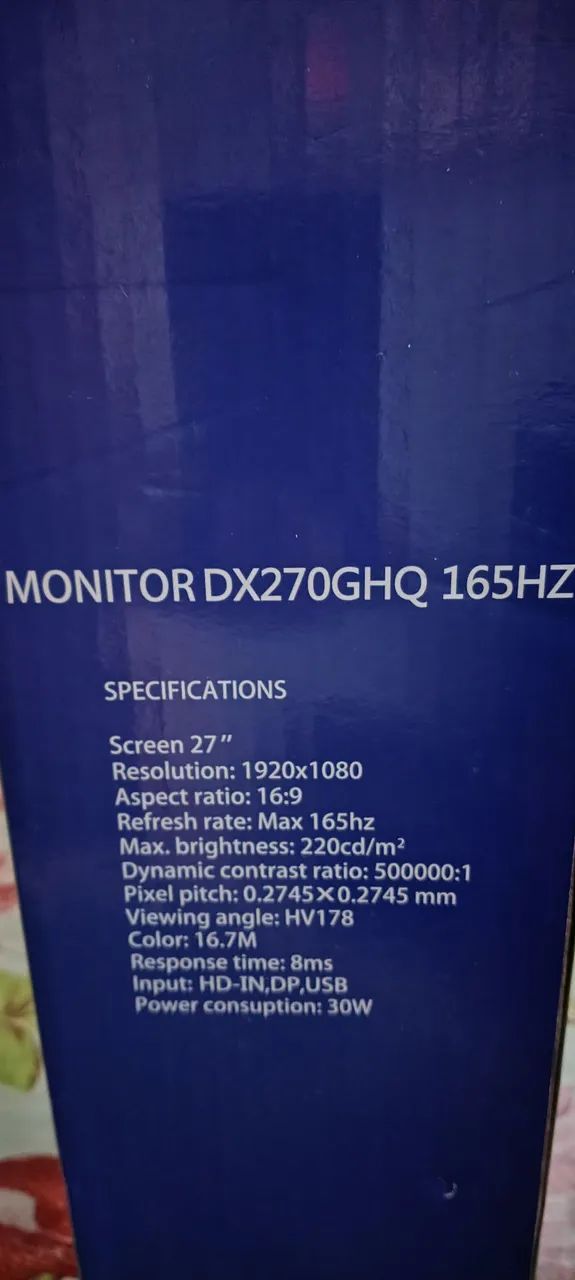 MONITOR DX270GHQ 165HZ
SPECIFICATIONS
Screen 27"
Resolution: 1920x1080
Aspect ratio: 16:9
Refresh rate: Max 165hz
Max. brightness: 220cd/m²
Dynamic contrast ratio: 500000:1
Pixel pitch: 0.2745×0.2745 mm
Viewing angle: HV178
Color: 16.7M
Response time: 8ms
Input: HD-IN,DP,USB
Power consuption: 30W